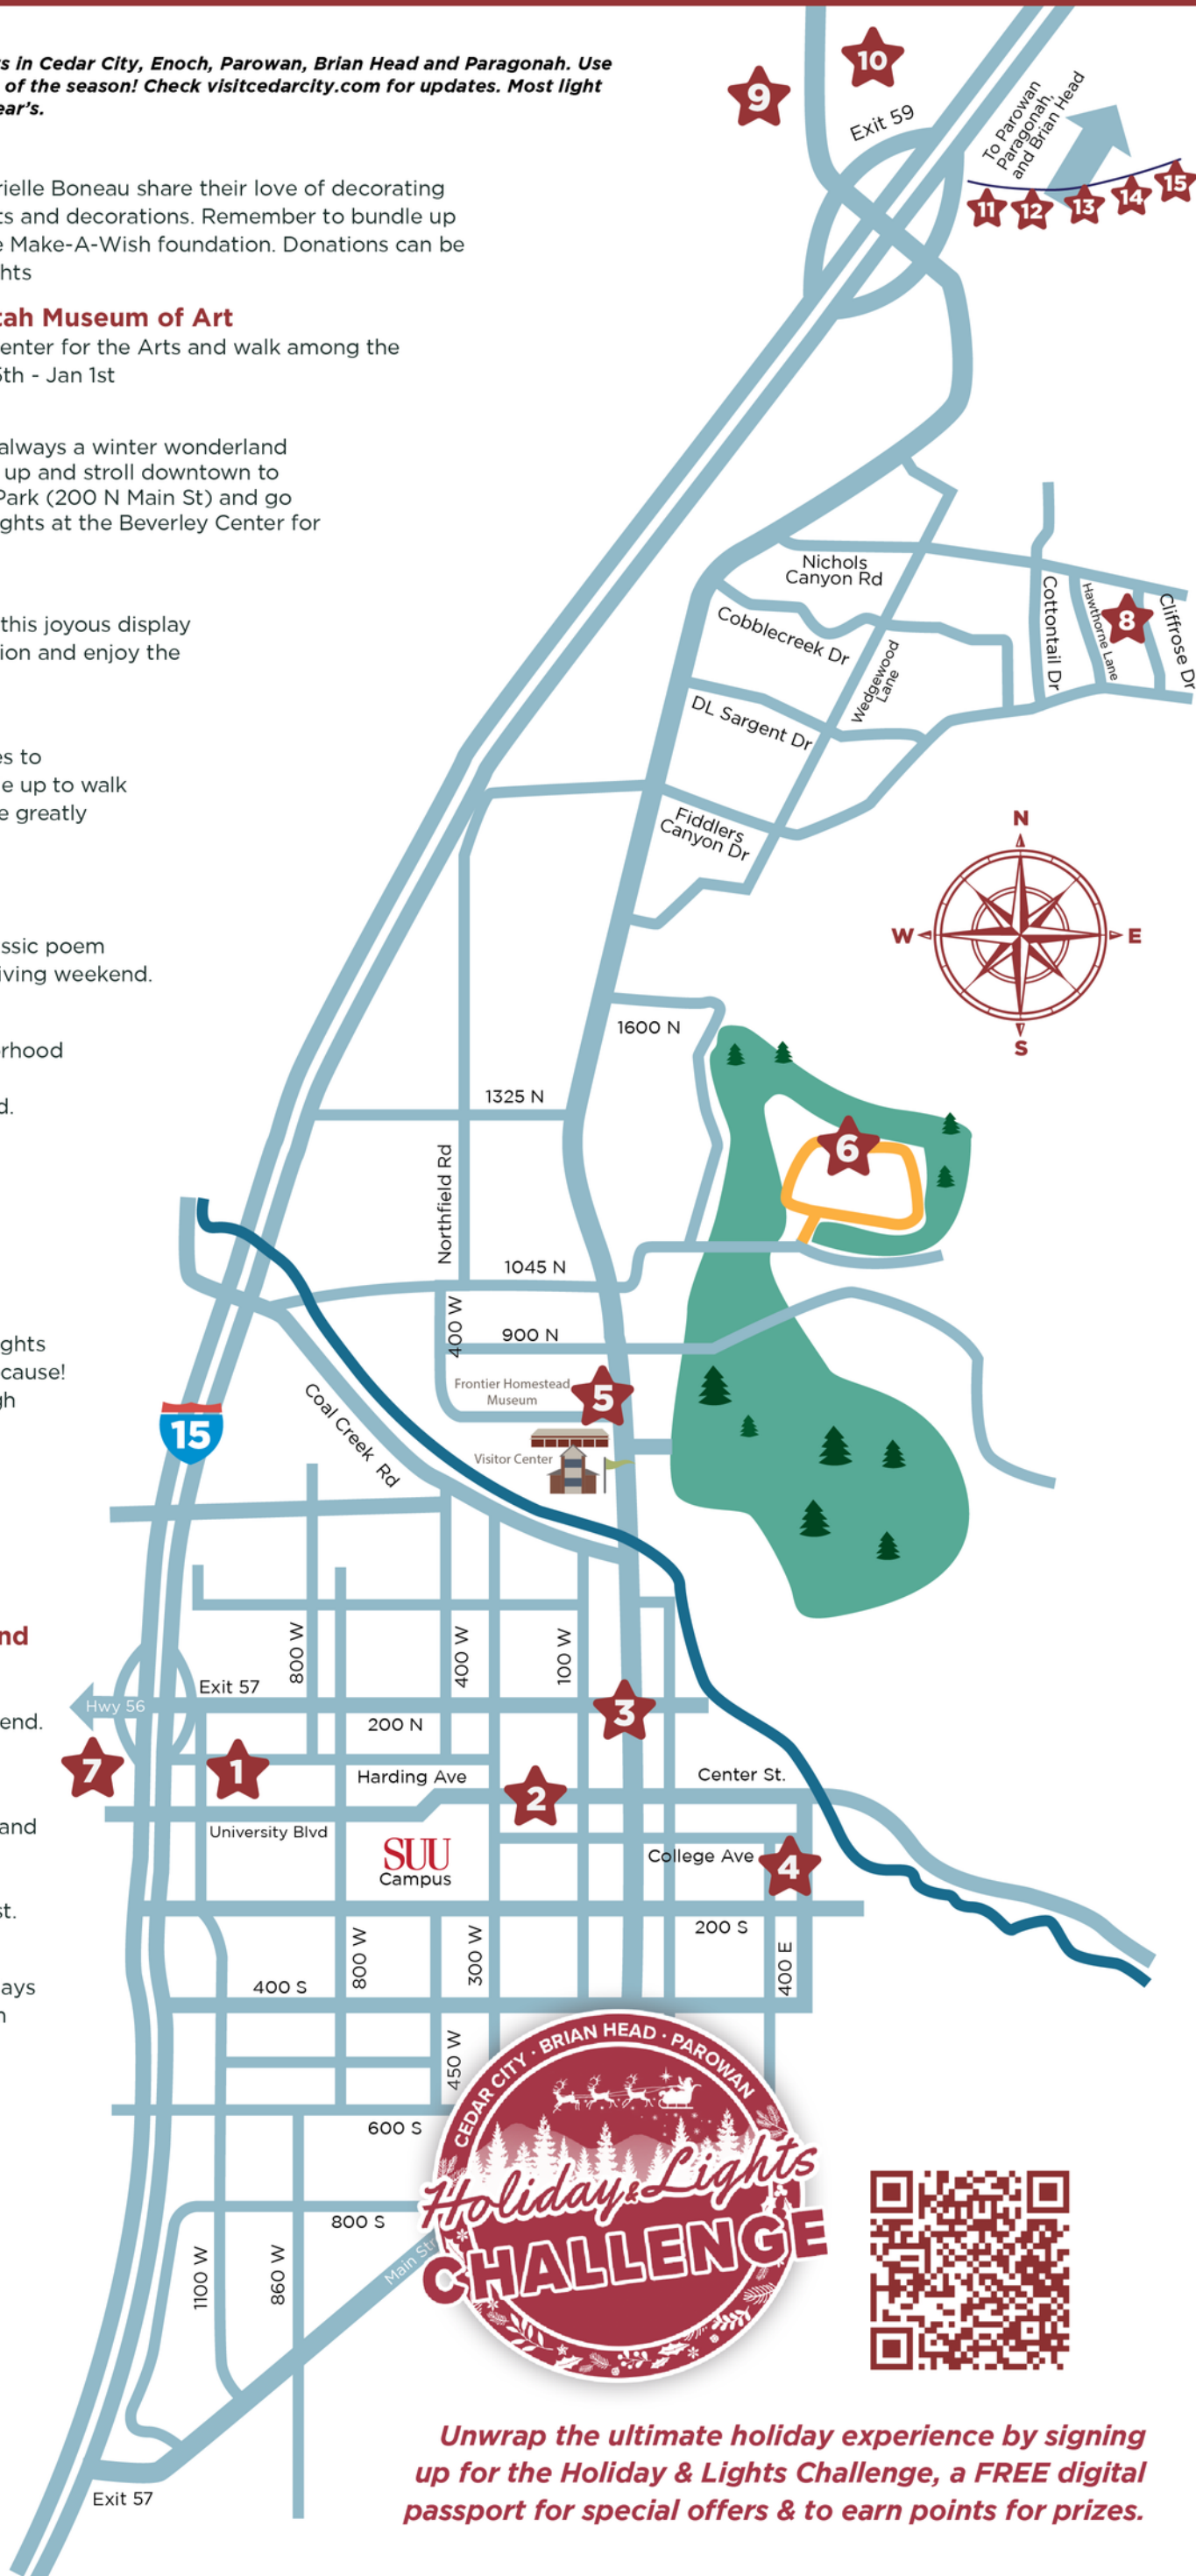 s in Cedar City, Enoch, Parowan, Brian Head and Paragonah. Use
of the season! Check visitcedarcity.com for updates. Most light
ear's.
rielle Boneau share their love of decorating
ts and decorations. Remember to bundle up
e Make-A-Wish foundation. Donations can be
hts
tah Museum of Art
enter for the Arts and walk among the
5th - Jan 1st
always a winter wonderland
up and stroll downtown to
Park (200 N Main St) and go
ghts at the Beverley Center for
this joyous display
ion and enjoy the
es to
e up to walk
e greatly
ssic poem
iving weekend.
rhood
d.
ghts
cause!
gh
nd
end.
and
st.
ays
n
9
10
Exit 59
To Parowan
Paragonah,
and Brian Head
11
12
13
14
15
Nichols
Canyon Rd
Cobblecreek Dr
Wedgewood
Lane
Cottontail Dr
Hawthorne Lane
8
Cliffrose Dr
DL Sargent Dr
Fiddlers
Canyon Dr
N
W
E
S
1600 N
1325 N
6
Northfield Rd
1045 N
400 W
900 N
Frontier Homestead
Museum
5
15
Coal Creek Rd
Visitor Center
800 W
400 W
100 W
Exit 57
Hwy 56
3
200 N
7
1
Harding Ave
2
Center St.
University Blvd
SUU
Campus
College Ave
4
200 S
800 W
300 W
400 E
400 S
450 W
600 S
800 S
1100 W
860 W
Main Str
Exit 57
CEDAR CITY · BRIAN HEAD · PAROWAN
Holiday & Lights
CHALLENGE
Unwrap the ultimate holiday experience by signing
up for the Holiday & Lights Challenge, a FREE digital
passport for special offers & to earn points for prizes.